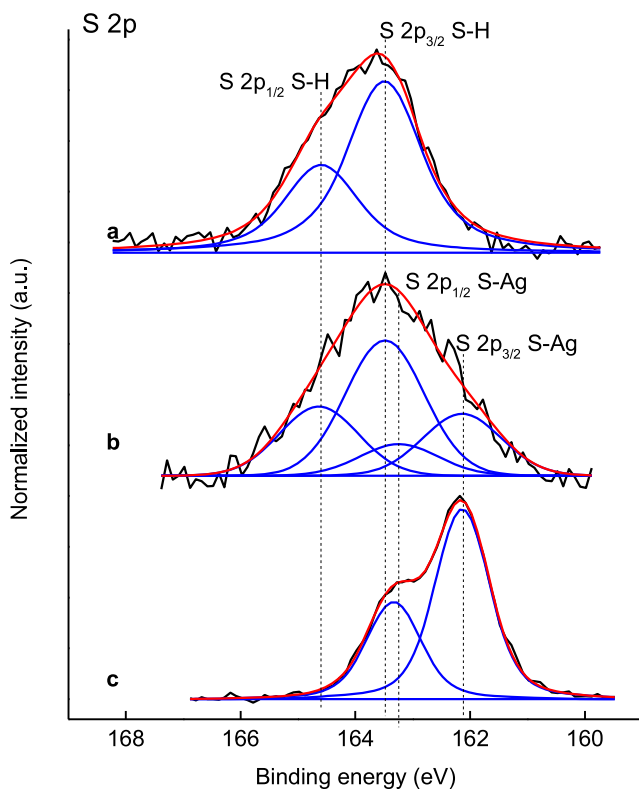 S 2p
S 2p3/2 S-H
S 2p1/2 S-H
a
S 2p1/2 S-Ag
S 2p3/2 S-Ag
b
c
Normalized intensity (a.u.)
168 166 164 162 160
Binding energy (eV)